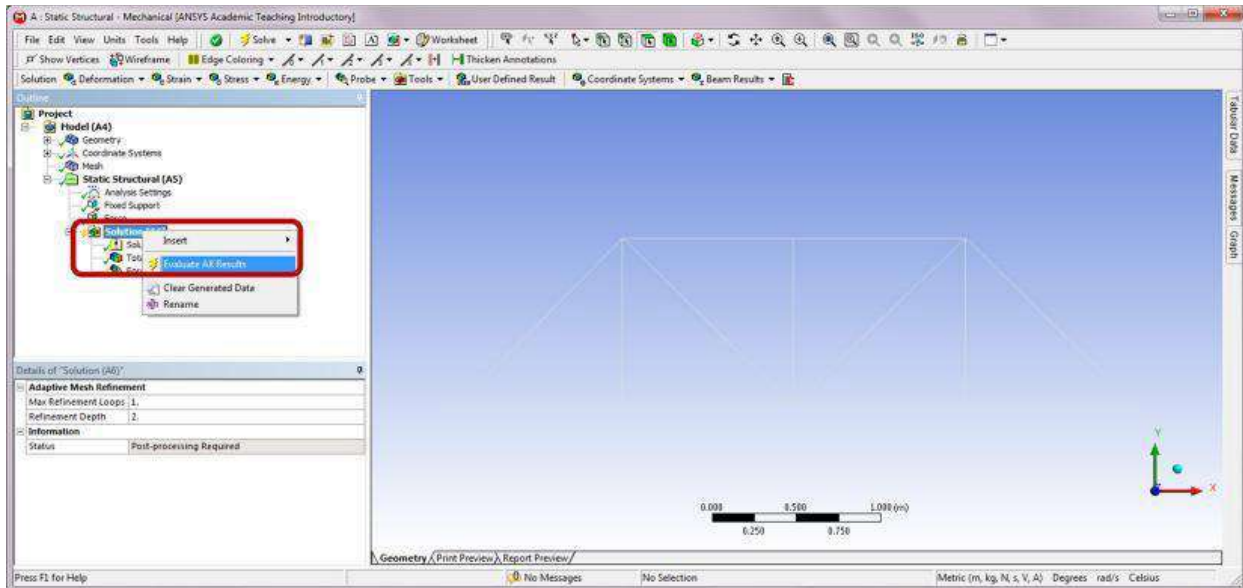 A : Static Structural - Mechanical [ANSYS Academic Teaching Introductory]
File Edit View Units Tools Help Solve Worksheet
Show Vertices Wireframe Edge Coloring Thicken Annotations
Solution Deformation Strain Stress Energy Probe Tools User Defined Result Coordinate Systems Beam Results
Outline
Project
Model (A4)
Geometry
Coordinate Systems
Mesh
Static Structural (A5)
Analysis Settings
Fixed Support
Force
Solution
Insert
Evaluate All Results
Clear Generated Data
Rename
Details of "Solution (A6)"
Adaptive Mesh Refinement
Max Refinement Loops 1.
Refinement Depth 2.
Information
Status Post-processing Required
0.000 0.500 1.000 (m)
0.250 0.750
Y
X
Tabular Data
Messages
Graph
Geometry Print Preview Report Preview
Press F1 for Help
No Messages
No Selection
Metric (m, kg, N, s, V, A) Degrees rad/s Celsius